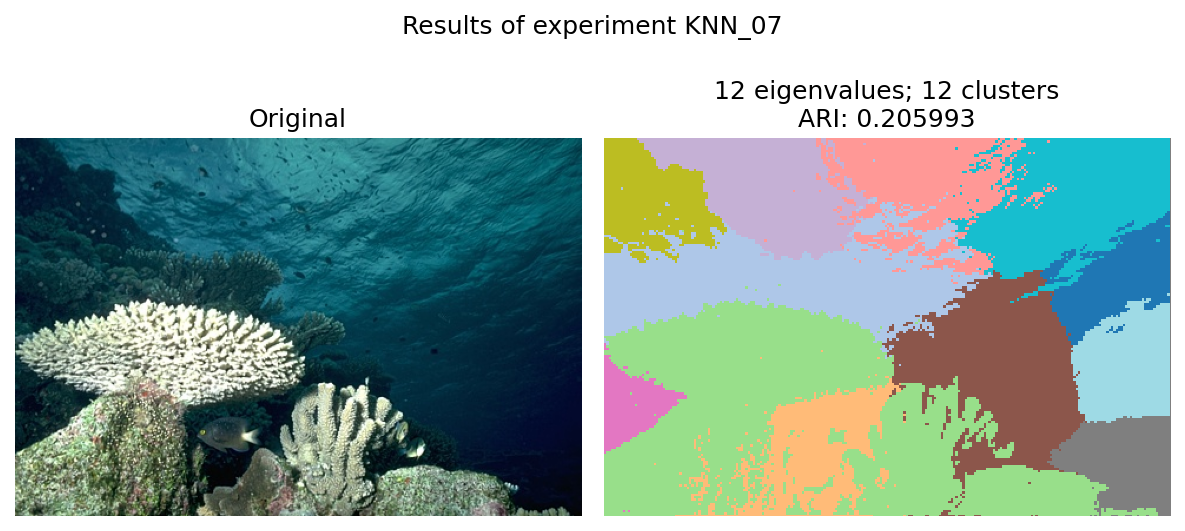 Results of experiment KNN_07
Original
12 eigenvalues; 12 clusters
ARI: 0.205993